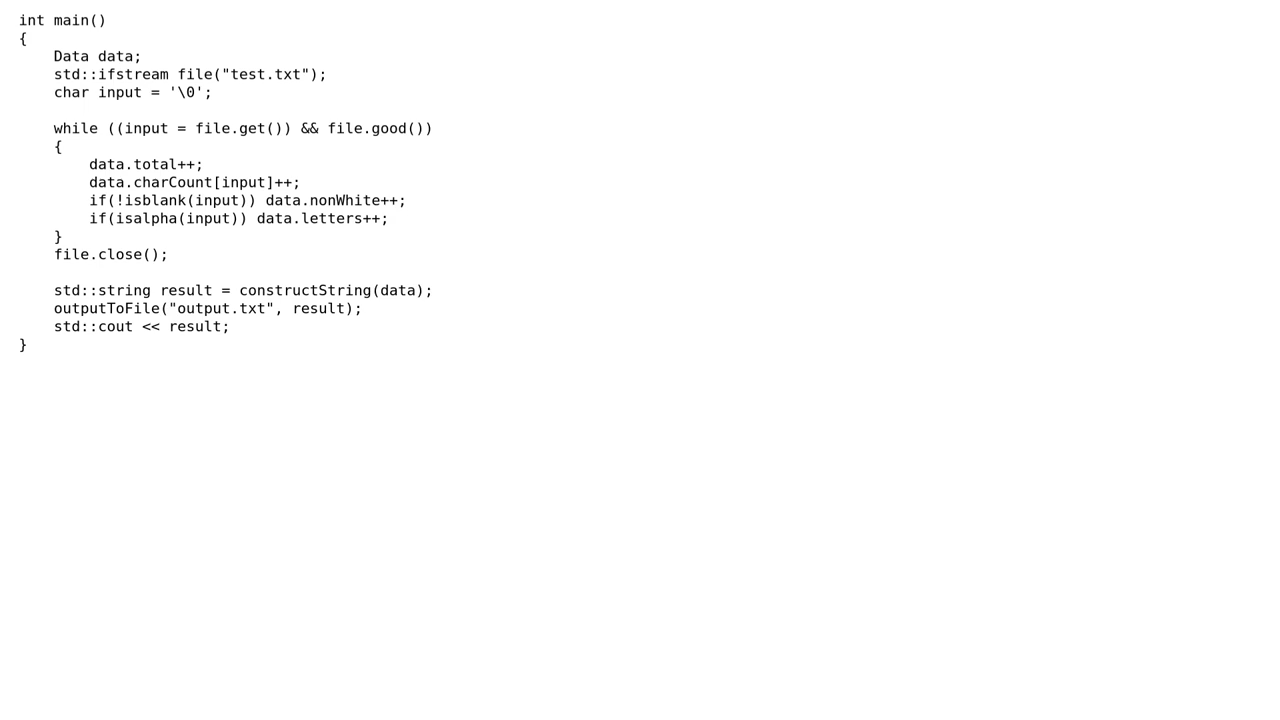 int main()
{
    Data data;
    std::ifstream file("test.txt");
    char input = '\0';

    while ((input = file.get()) && file.good())
    {
        data.total++;
        data.charCount[input]++;
        if(!isblank(input)) data.nonWhite++;
        if(isalpha(input)) data.letters++;
    }
    file.close();

    std::string result = constructString(data);
    outputToFile("output.txt", result);
    std::cout << result;
}